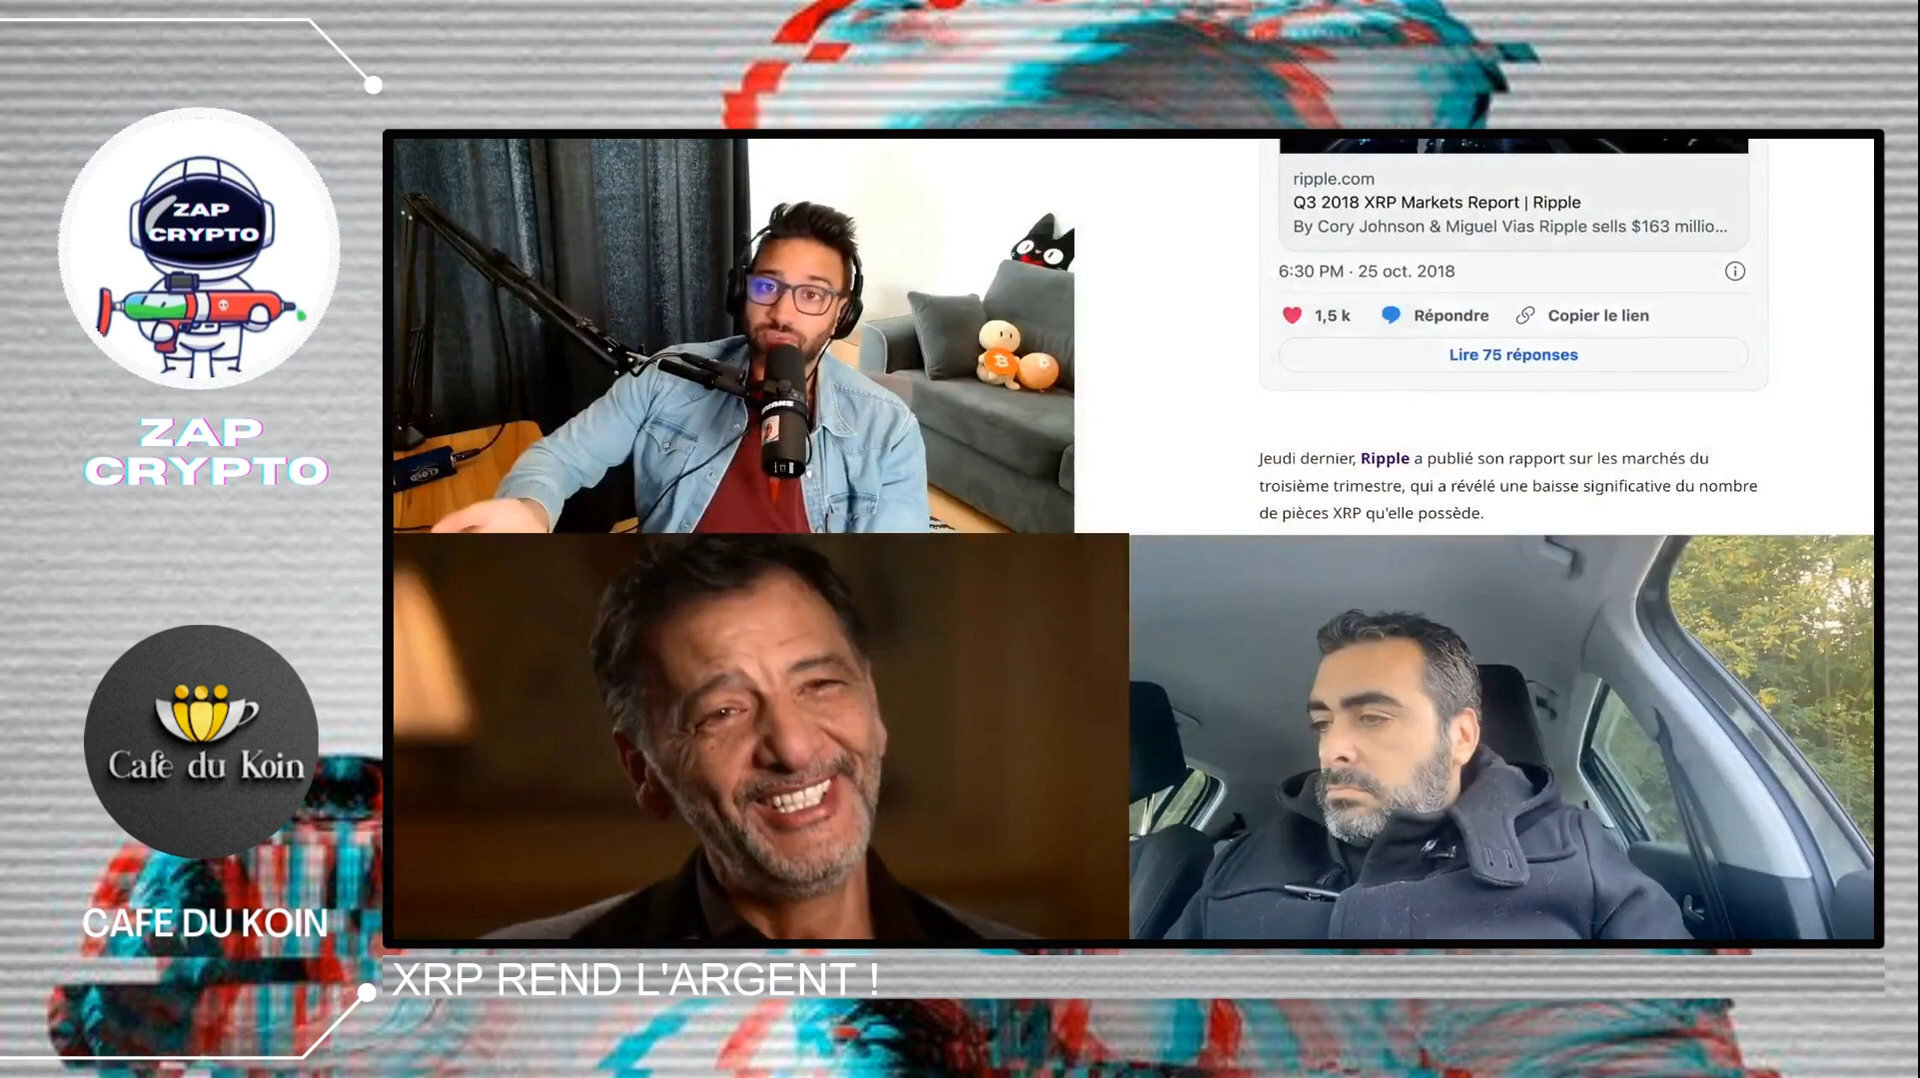 ZAP
CRYPTO
ZAP
CRYPTO
Cafe du Koin
CAFE DU KOIN
ripple.com
Q3 2018 XRP Markets Report | Ripple
By Cory Johnson & Miguel Vias Ripple sells $163 millio...
6:30 PM · 25 oct. 2018
1,5 k Répondre Copier le lien
Lire 75 réponses
Jeudi dernier, Ripple a publié son rapport sur les marchés du
troisième trimestre, qui a révélé une baisse significative du nombre
de pièces XRP qu'elle possède.
XRP REND L'ARGENT !